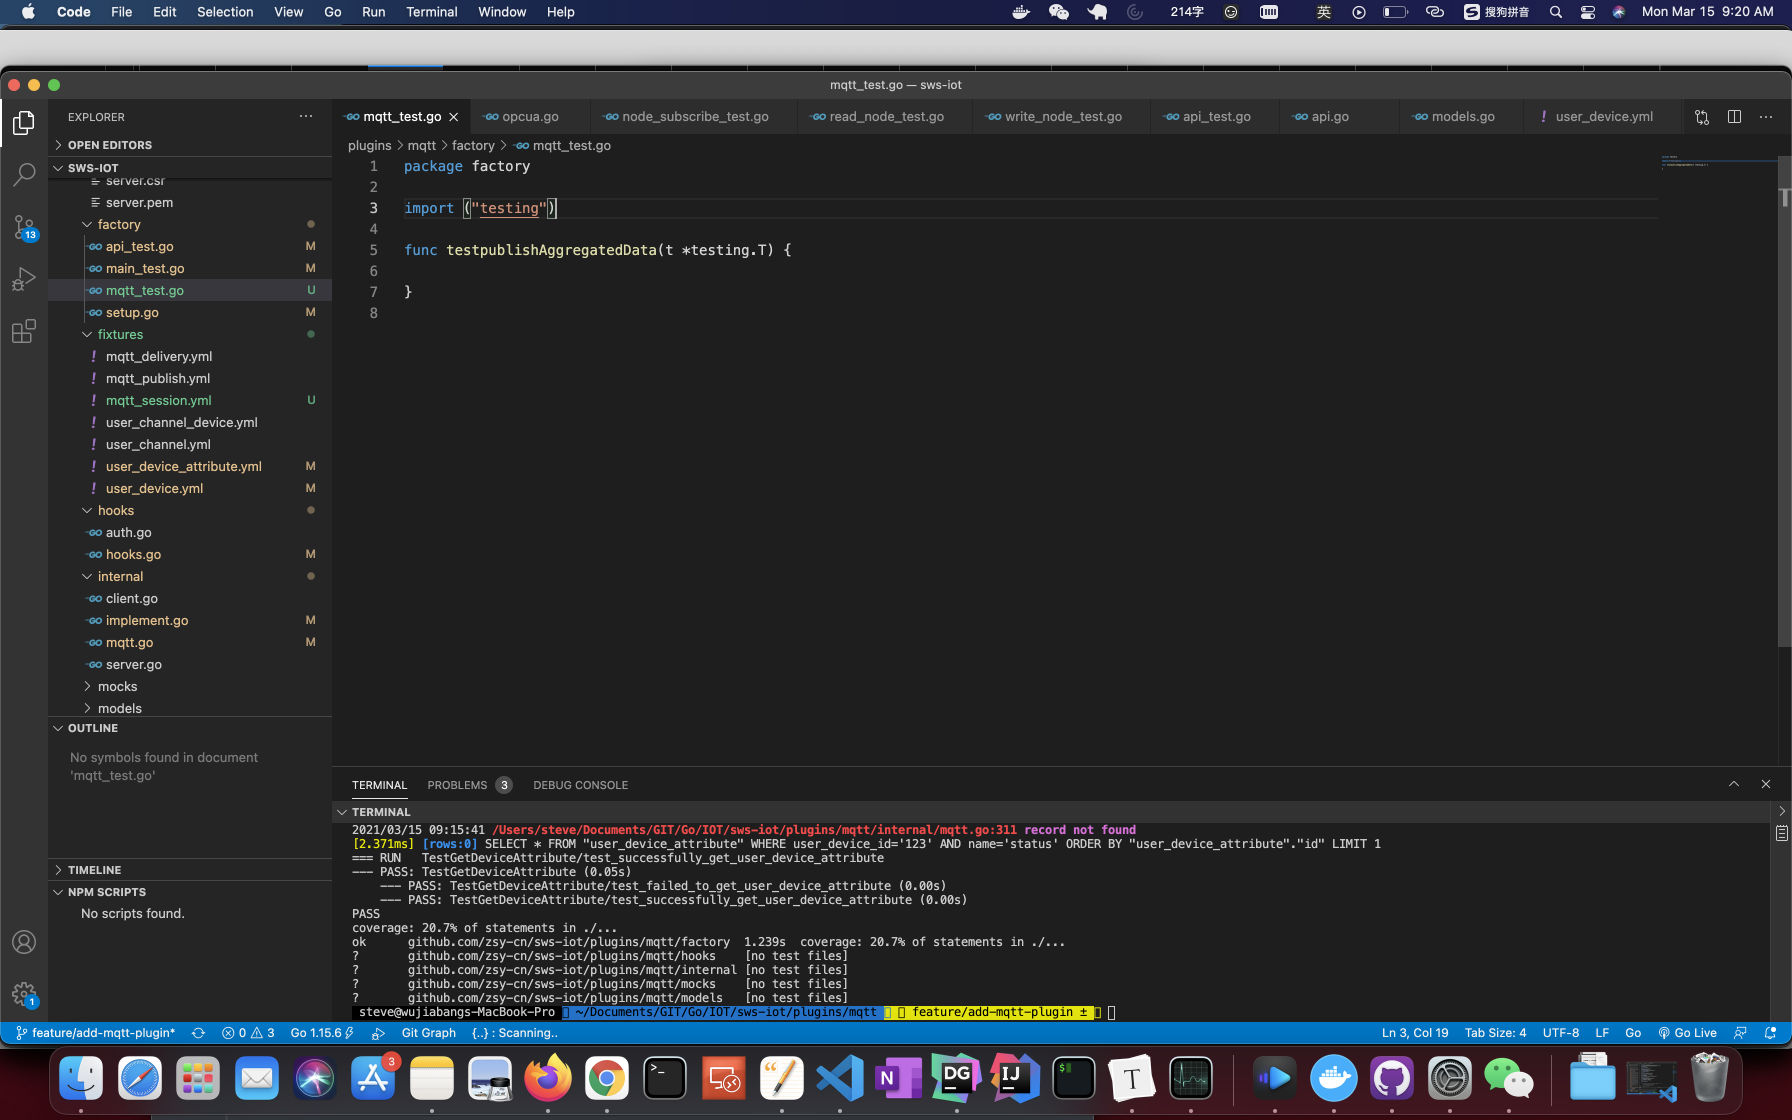 Code File Edit Selection View Go Run Terminal Window Help 214字 英 搜狗拼音 Mon Mar 15 9:20 AM
mqtt_test.go — sws-iot
EXPLORER
mqtt_test.go opcua.go node_subscribe_test.go read_node_test.go write_node_test.go api_test.go api.go models.go user_device.yml
plugins > mqtt > factory > mqtt_test.go
OPEN EDITORS
SWS-IOT
server.csr
server.pem
factory
api_test.go M
main_test.go M
mqtt_test.go U
setup.go M
fixtures
mqtt_delivery.yml
mqtt_publish.yml
mqtt_session.yml U
user_channel_device.yml
user_channel.yml
user_device_attribute.yml M
user_device.yml M
hooks
auth.go
hooks.go M
internal
client.go
implement.go M
mqtt.go M
server.go
mocks
models
13
1 package factory
2
3 import ("testing")
4
5 func testpublishAggregatedData(t *testing.T) {
6
7 }
8
OUTLINE
No symbols found in document
'mqtt_test.go'
TIMELINE
NPM SCRIPTS
No scripts found.
1
TERMINAL PROBLEMS 3 DEBUG CONSOLE
TERMINAL
2021/03/15 09:15:41 /Users/steve/Documents/GIT/Go/IOT/sws-iot/plugins/mqtt/internal/mqtt.go:311 record not found
[2.371ms] [rows:0] SELECT * FROM "user_device_attribute" WHERE user_device_id='123' AND name='status' ORDER BY "user_device_attribute"."id" LIMIT 1
=== RUN TestGetDeviceAttribute/test_successfully_get_user_device_attribute
--- PASS: TestGetDeviceAttribute (0.05s)
--- PASS: TestGetDeviceAttribute/test_failed_to_get_user_device_attribute (0.00s)
--- PASS: TestGetDeviceAttribute/test_successfully_get_user_device_attribute (0.00s)
PASS
coverage: 20.7% of statements in ./...
ok github.com/zsy-cn/sws-iot/plugins/mqtt/factory 1.239s coverage: 20.7% of statements in ./...
? github.com/zsy-cn/sws-iot/plugins/mqtt/hooks [no test files]
? github.com/zsy-cn/sws-iot/plugins/mqtt/internal [no test files]
? github.com/zsy-cn/sws-iot/plugins/mqtt/mocks [no test files]
? github.com/zsy-cn/sws-iot/plugins/mqtt/models [no test files]
steve@wujiabangs-MacBook-Pro ~/Documents/GIT/Go/IOT/sws-iot/plugins/mqtt feature/add-mqtt-plugin ±
feature/add-mqtt-plugin* 0 3 Go 1.15.6 Git Graph {..} : Scanning.. Ln 3, Col 19 Tab Size: 4 UTF-8 LF Go Go Live
3 N DG IJ T